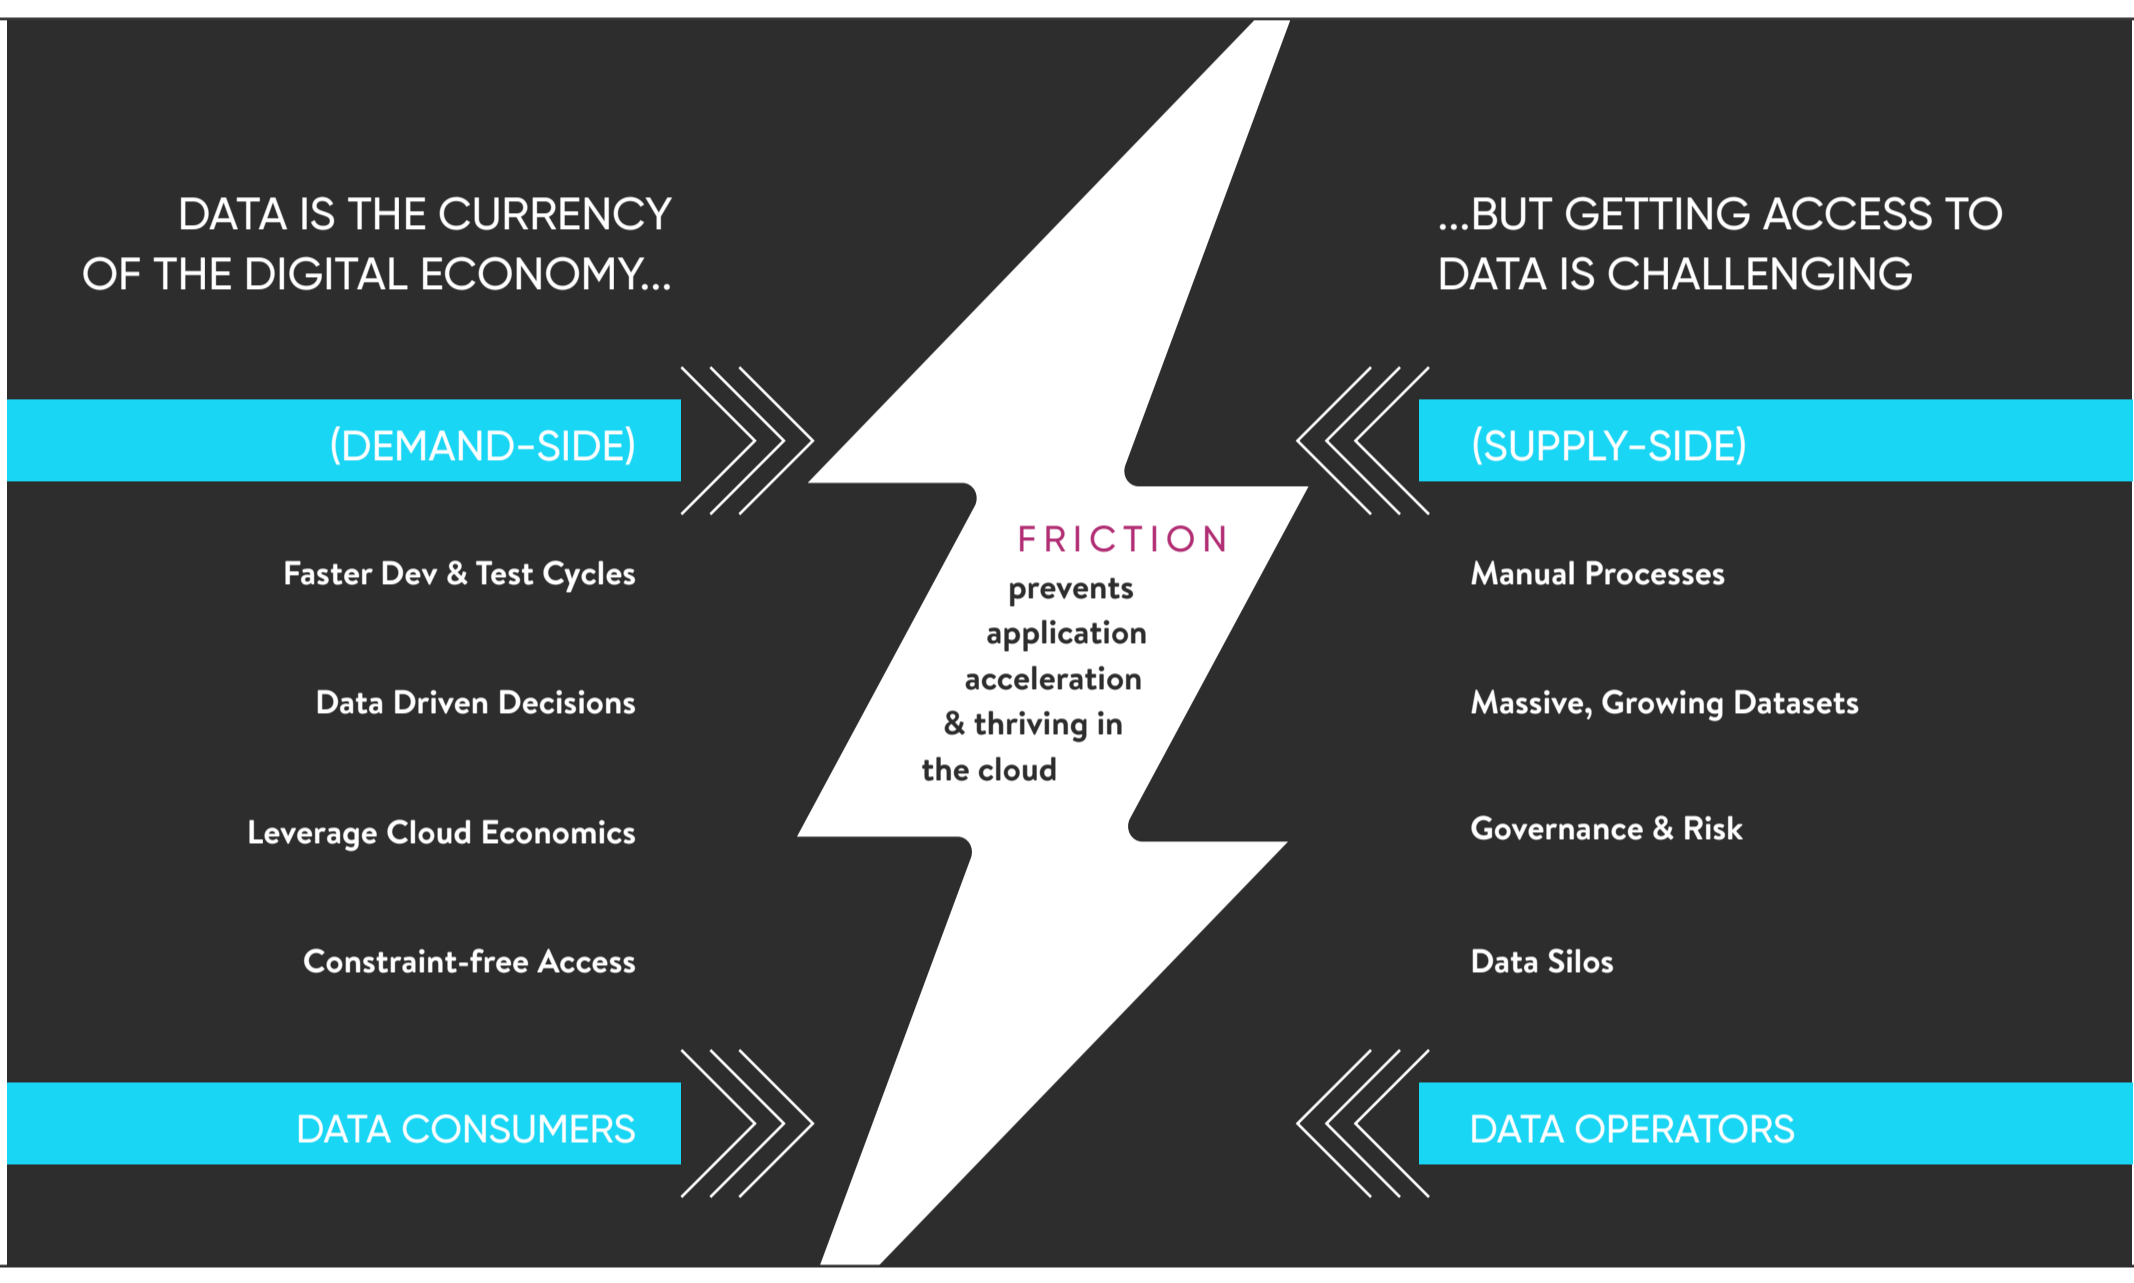 DATA IS THE CURRENCY
OF THE DIGITAL ECONOMY...
(DEMAND-SIDE)
Faster Dev & Test Cycles
Data Driven Decisions
Leverage Cloud Economics
Constraint-free Access
DATA CONSUMERS
FRICTION
prevents
application
acceleration
& thriving in
the cloud
...BUT GETTING ACCESS TO
DATA IS CHALLENGING
(SUPPLY-SIDE)
Manual Processes
Massive, Growing Datasets
Governance & Risk
Data Silos
DATA OPERATORS